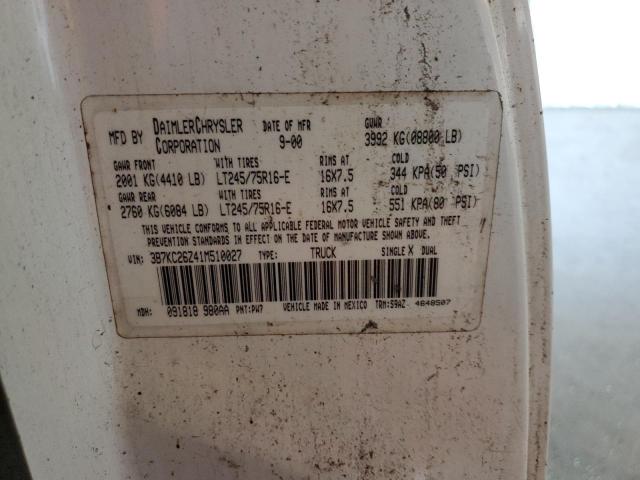 MFD BY DAIMLERCHRYSLER CORPORATION DATE OF MFR 9-00 GVWR 3992 KG(08800 LB)
GAWR FRONT WITH TIRES RIMS AT COLD
2001 KG(4410 LB) LT245/75R16-E 16X7.5 344 KPA(50 PSI)
GAWR REAR WITH TIRES RIMS AT COLD
2760 KG(6084 LB) LT245/75R16-E 16X7.5 551 KPA(80 PSI)
THIS VEHICLE CONFORMS TO ALL APPLICABLE FEDERAL MOTOR VEHICLE SAFETY AND THEFT
PREVENTION STANDARDS IN EFFECT ON THE DATE OF MANUFACTURE SHOWN ABOVE.
VIN: 3B7KC26Z41M510027 TYPE: TRUCK SINGLE X DUAL
MDH: 091818 980AA PNT:PW7 VEHICLE MADE IN MEXICO TRM:S9AZ 4648507